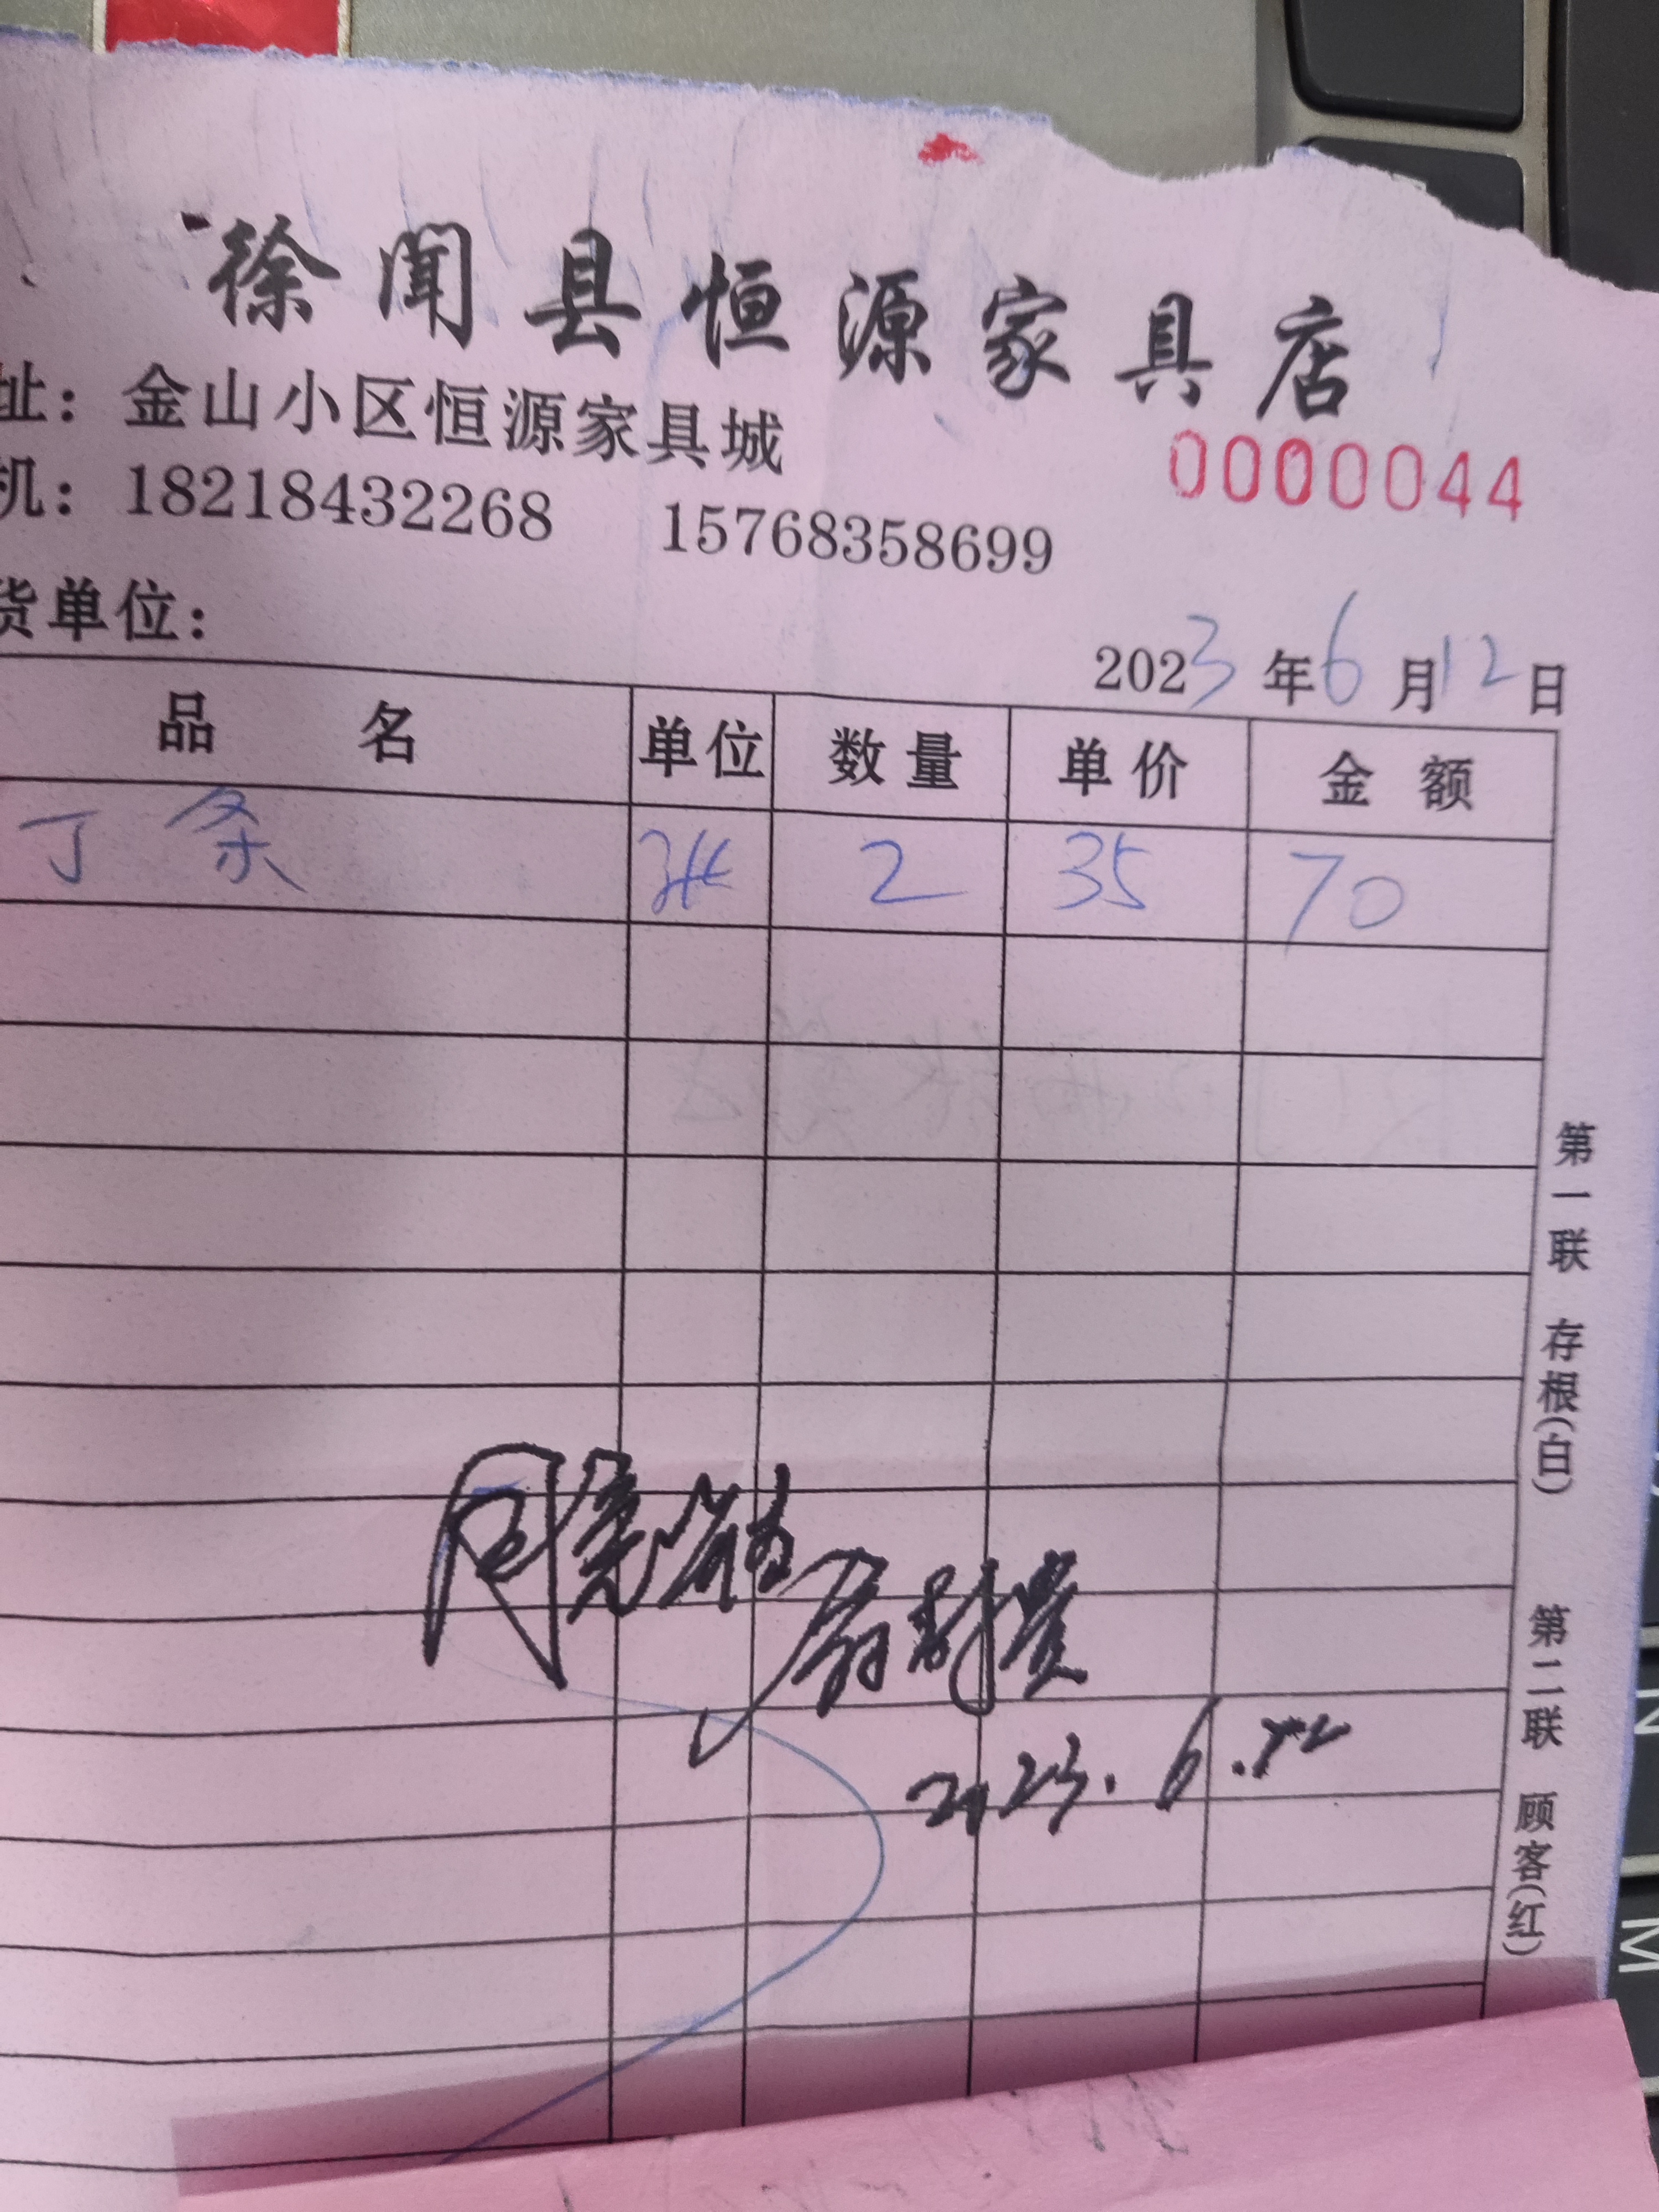 徐闻县恒源家具店
址：金山小区恒源家具城
0000044
机：18218432268 15768358699
货单位：
2023年6月12日
品名 单位 数量 单价 金额
丁条 张 2 35 70
第一联 存根(白) 第二联 顾客(红)
2023.6.12
N
M